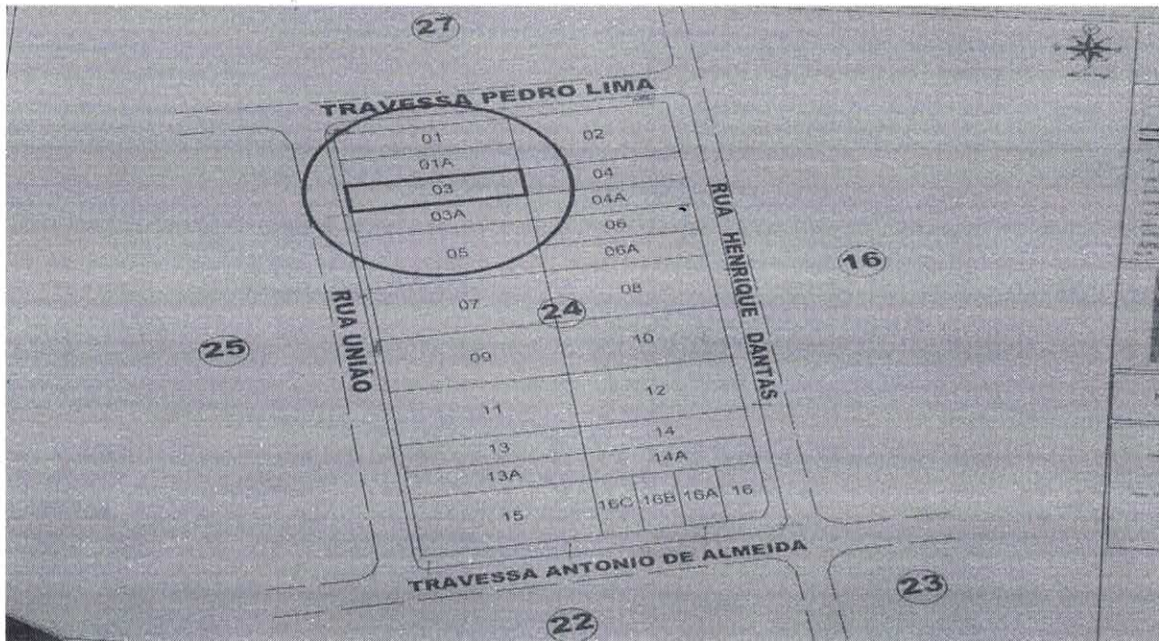 27
TRAVESSA PEDRO LIMA
01
02
01A
03
04
03A
04A
05
06
06A
07
08
24
16
25
RUA UNIÃO
RUA HENRIQUE DANTAS
09
10
11
12
13
14
13A
14A
15
16C
16B
16A
16
TRAVESSA ANTONIO DE ALMEIDA
23
22